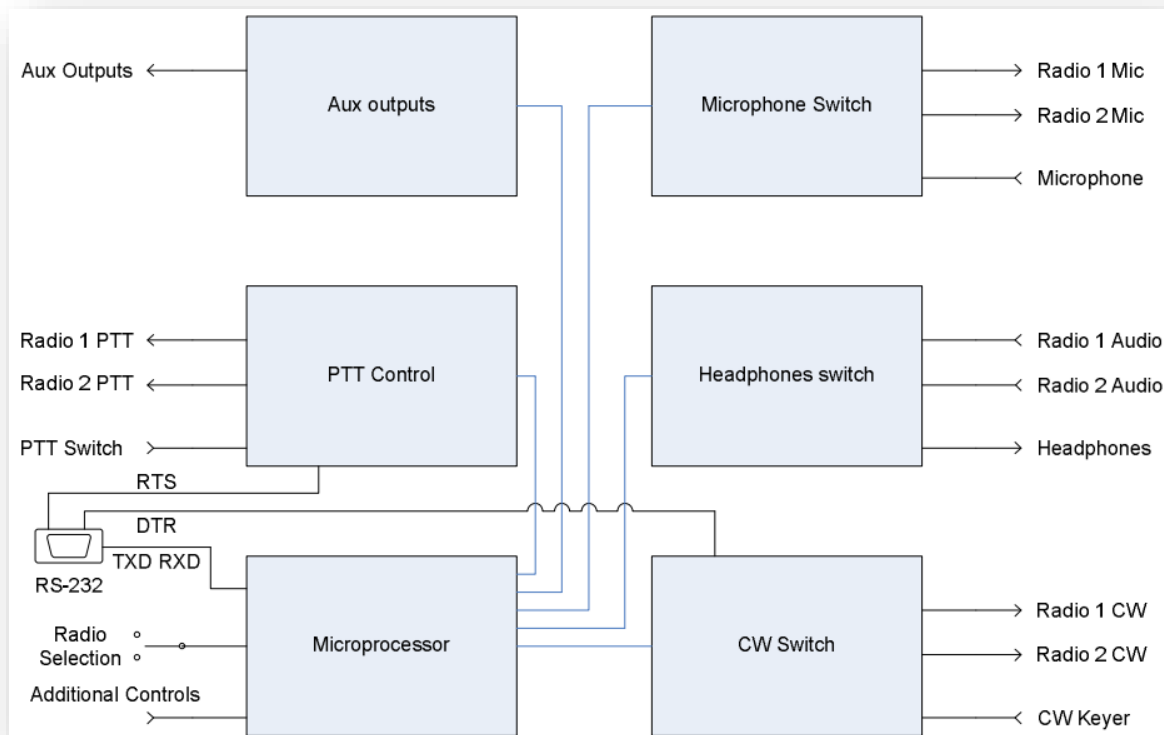 Aux Outputs
Aux outputs
Microphone Switch
Radio 1 Mic
Radio 2 Mic
Microphone
Radio 1 PTT
Radio 2 PTT
PTT Switch
PTT Control
Headphones switch
Radio 1 Audio
Radio 2 Audio
Headphones
RTS
DTR
TXD RXD
RS-232
Radio
Selection
Additional Controls
Microprocessor
CW Switch
Radio 1 CW
Radio 2 CW
CW Keyer